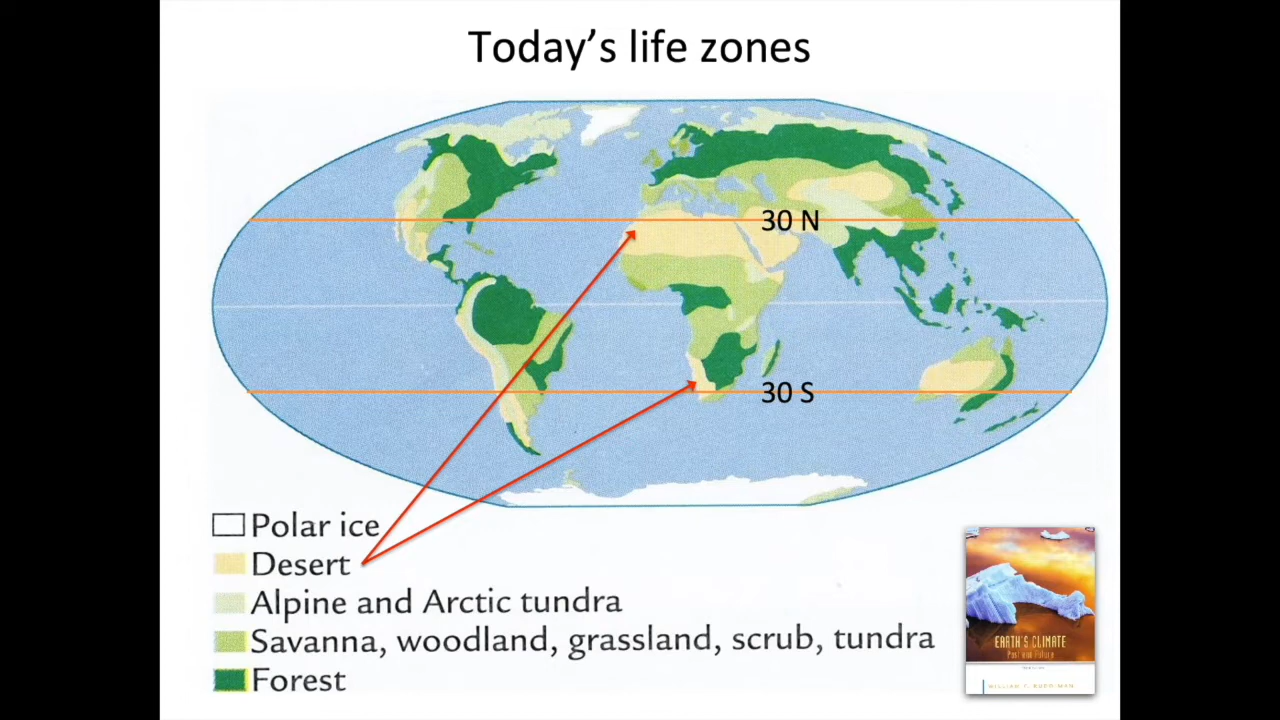 Today's life zones
30 N
30 S
Polar ice
Desert
Alpine and Arctic tundra
Savanna, woodland, grassland, scrub, tundra
Forest
EARTH'S CLIMATE
Past and Future
WILLIAM F. RUDDIMAN